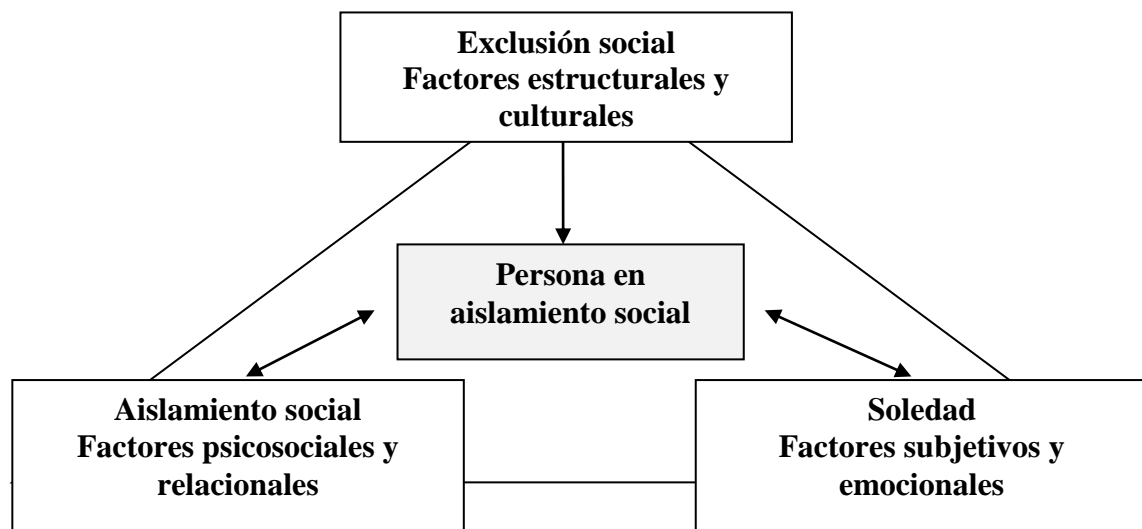 Exclusión social
Factores estructurales y
culturales
Persona en
aislamiento social
Aislamiento social
Factores psicosociales y
relacionales
Soledad
Factores subjetivos y
emocionales